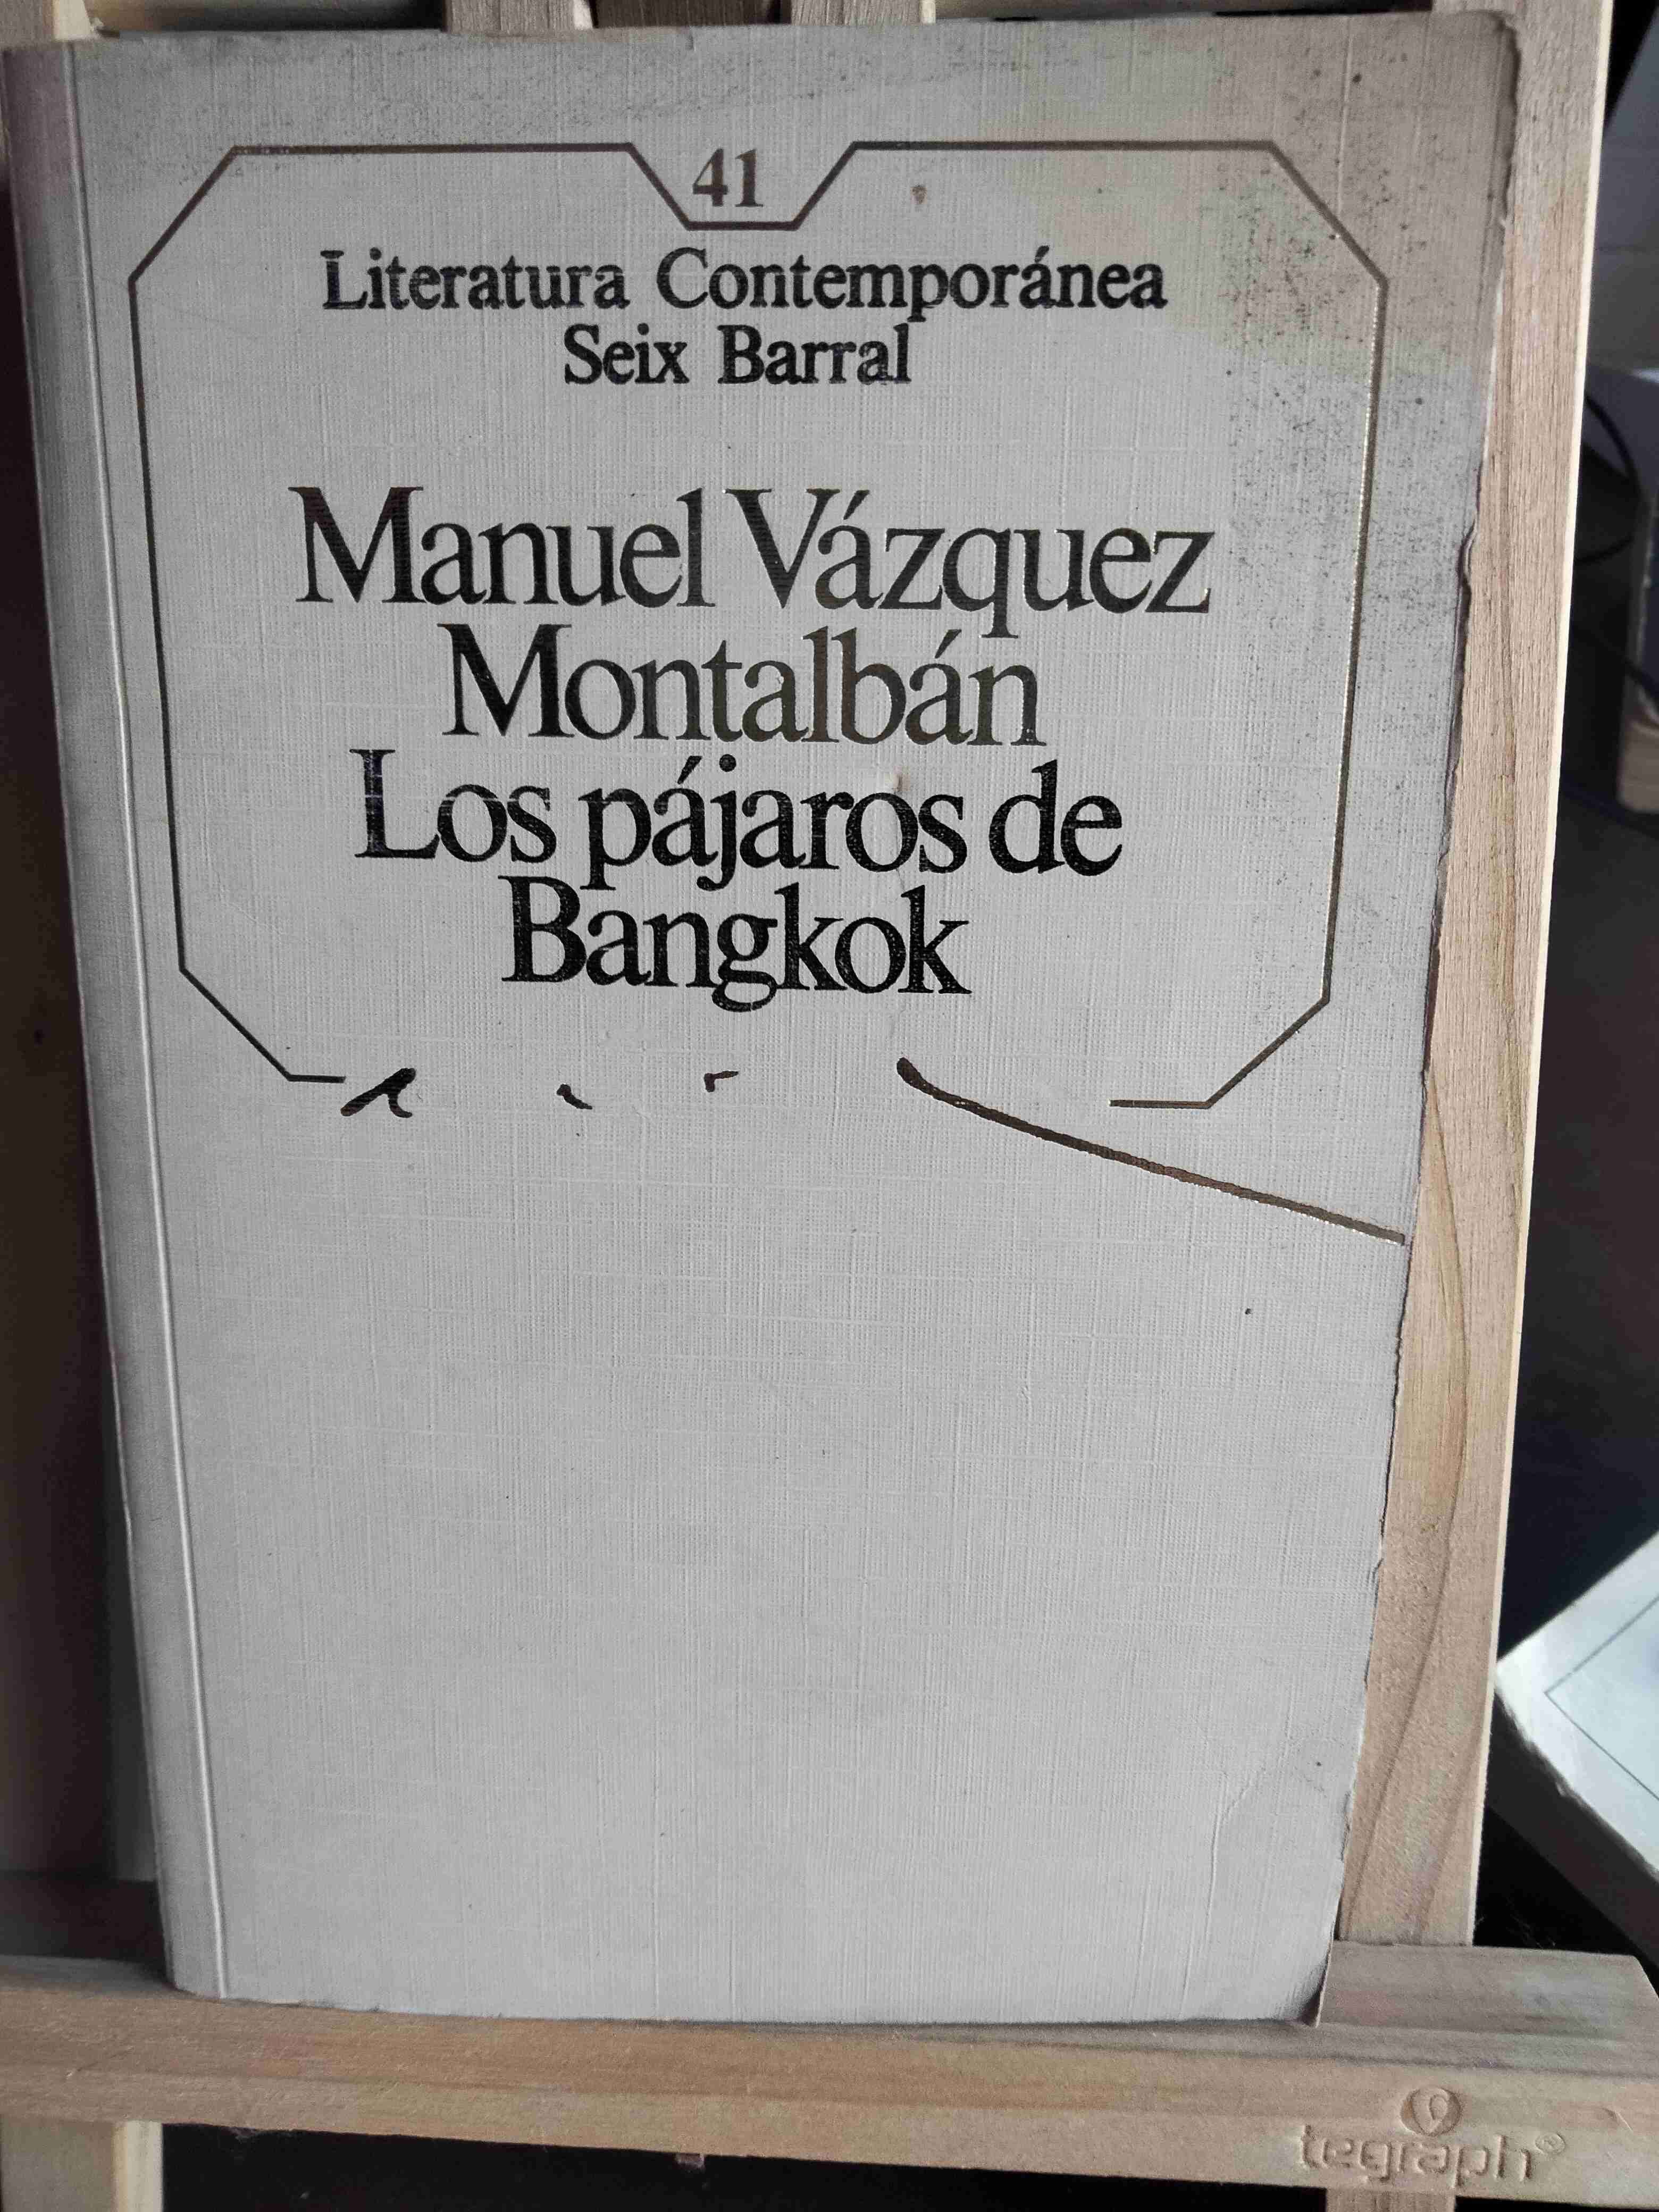 41
Literatura Contemporánea
Seix Barral
Manuel Vázquez
Montalbán
Los pájaros de
Bangkok
tegraph®